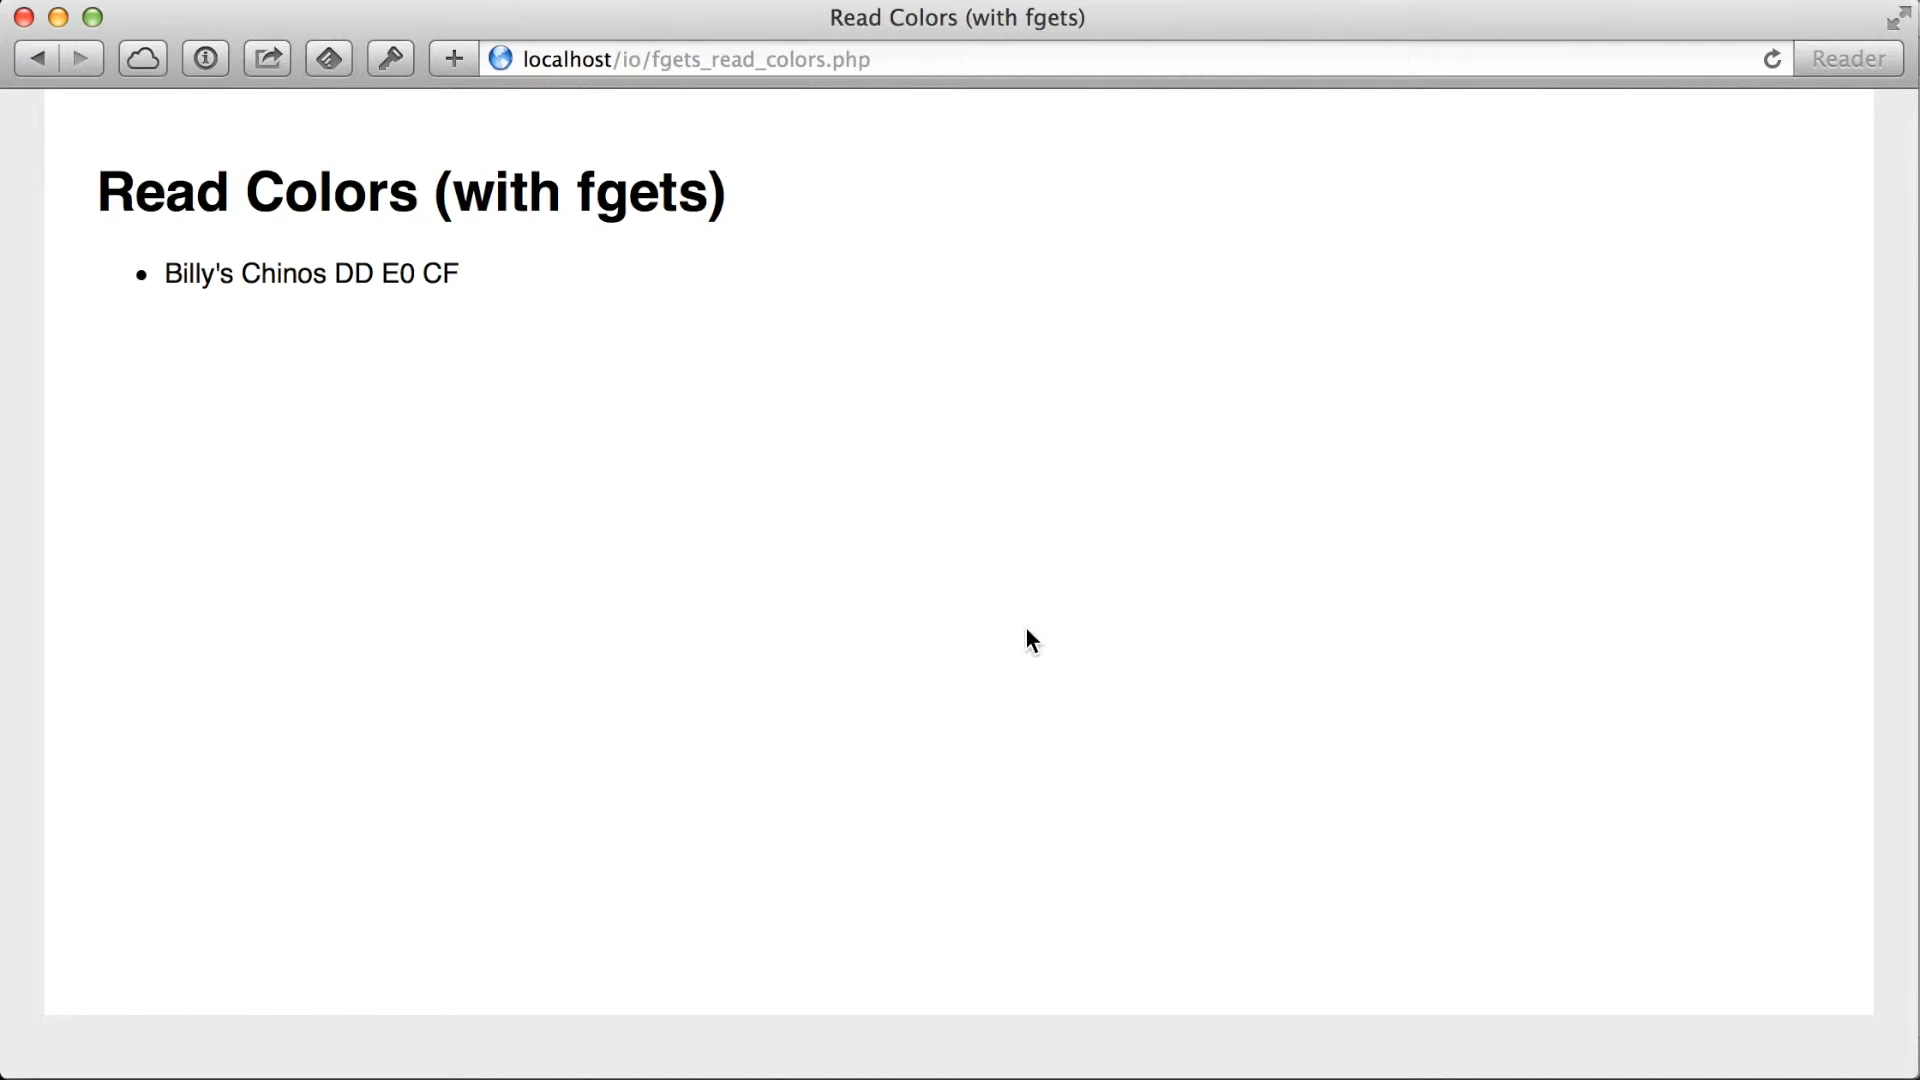 Read Colors (with fgets)
localhost/io/fgets_read_colors.php
Reader
Read Colors (with fgets)
• Billy's Chinos DD E0 CF